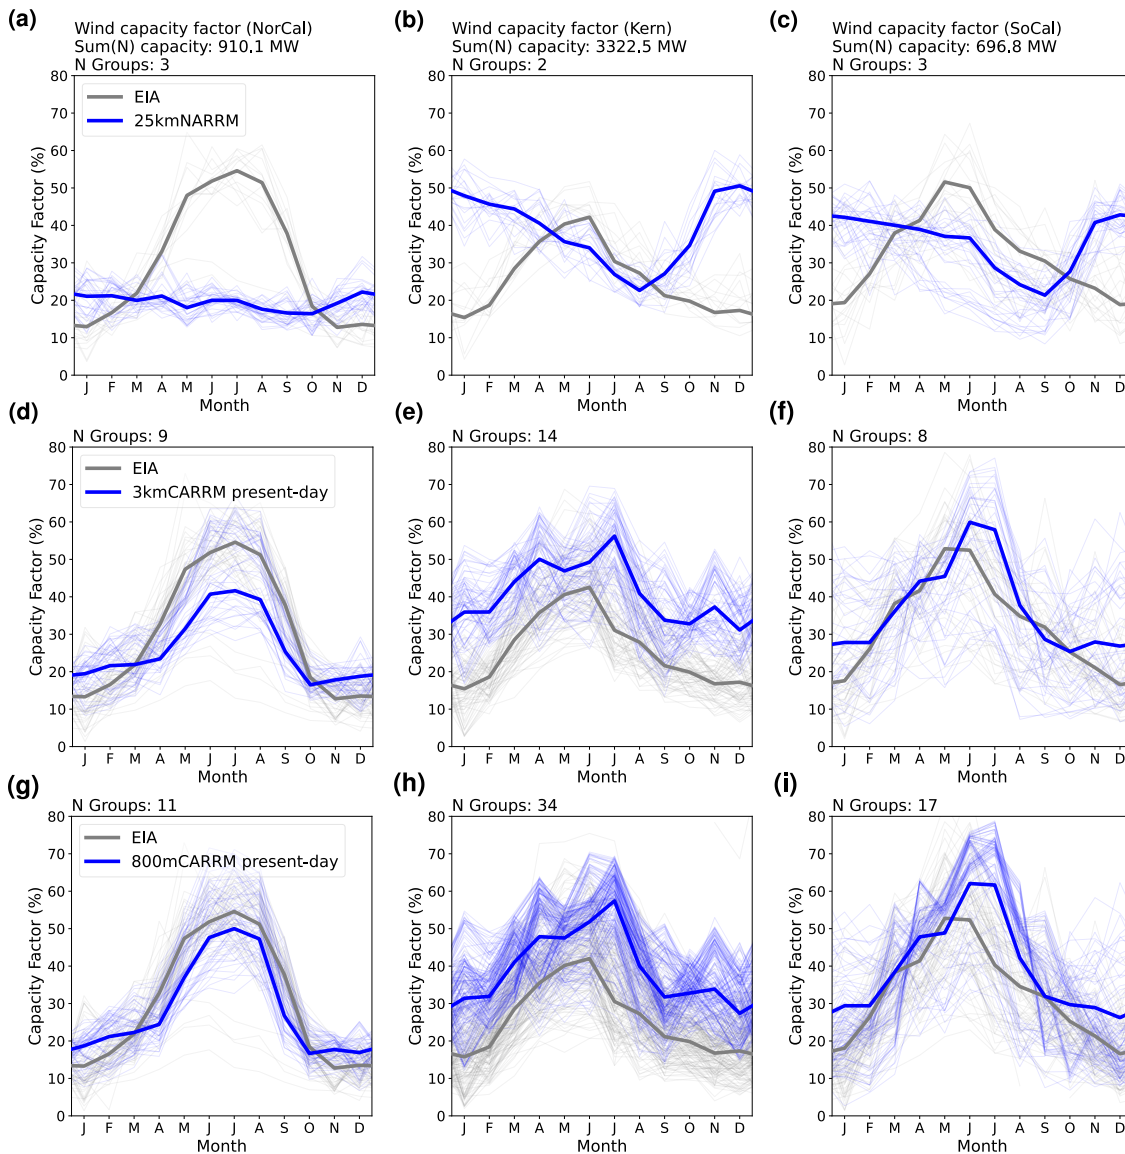 (a)
Wind capacity factor (NorCal)
Sum(N) capacity: 910.1 MW
N Groups: 3
EIA
25kmNARRM
Capacity Factor (%)
80
70
60
50
40
30
20
10
0
J F M A M J J A S O N D
Month
(b)
Wind capacity factor (Kern)
Sum(N) capacity: 3322.5 MW
N Groups: 2
Capacity Factor (%)
80
70
60
50
40
30
20
10
0
J F M A M J J A S O N D
Month
(c)
Wind capacity factor (SoCal)
Sum(N) capacity: 696.8 MW
N Groups: 3
Capacity Factor (%)
80
70
60
50
40
30
20
10
0
J F M A M J J A S O N D
Month
(d)
N Groups: 9
EIA
3kmCARRM present-day
Capacity Factor (%)
80
70
60
50
40
30
20
10
0
J F M A M J J A S O N D
Month
(e)
N Groups: 14
Capacity Factor (%)
80
70
60
50
40
30
20
10
0
J F M A M J J A S O N D
Month
(f)
N Groups: 8
Capacity Factor (%)
80
70
60
50
40
30
20
10
0
J F M A M J J A S O N D
Month
(g)
N Groups: 11
EIA
800mCARRM present-day
Capacity Factor (%)
80
70
60
50
40
30
20
10
0
J F M A M J J A S O N D
Month
(h)
N Groups: 34
Capacity Factor (%)
80
70
60
50
40
30
20
10
0
J F M A M J J A S O N D
Month
(i)
N Groups: 17
Capacity Factor (%)
80
70
60
50
40
30
20
10
0
J F M A M J J A S O N D
Month